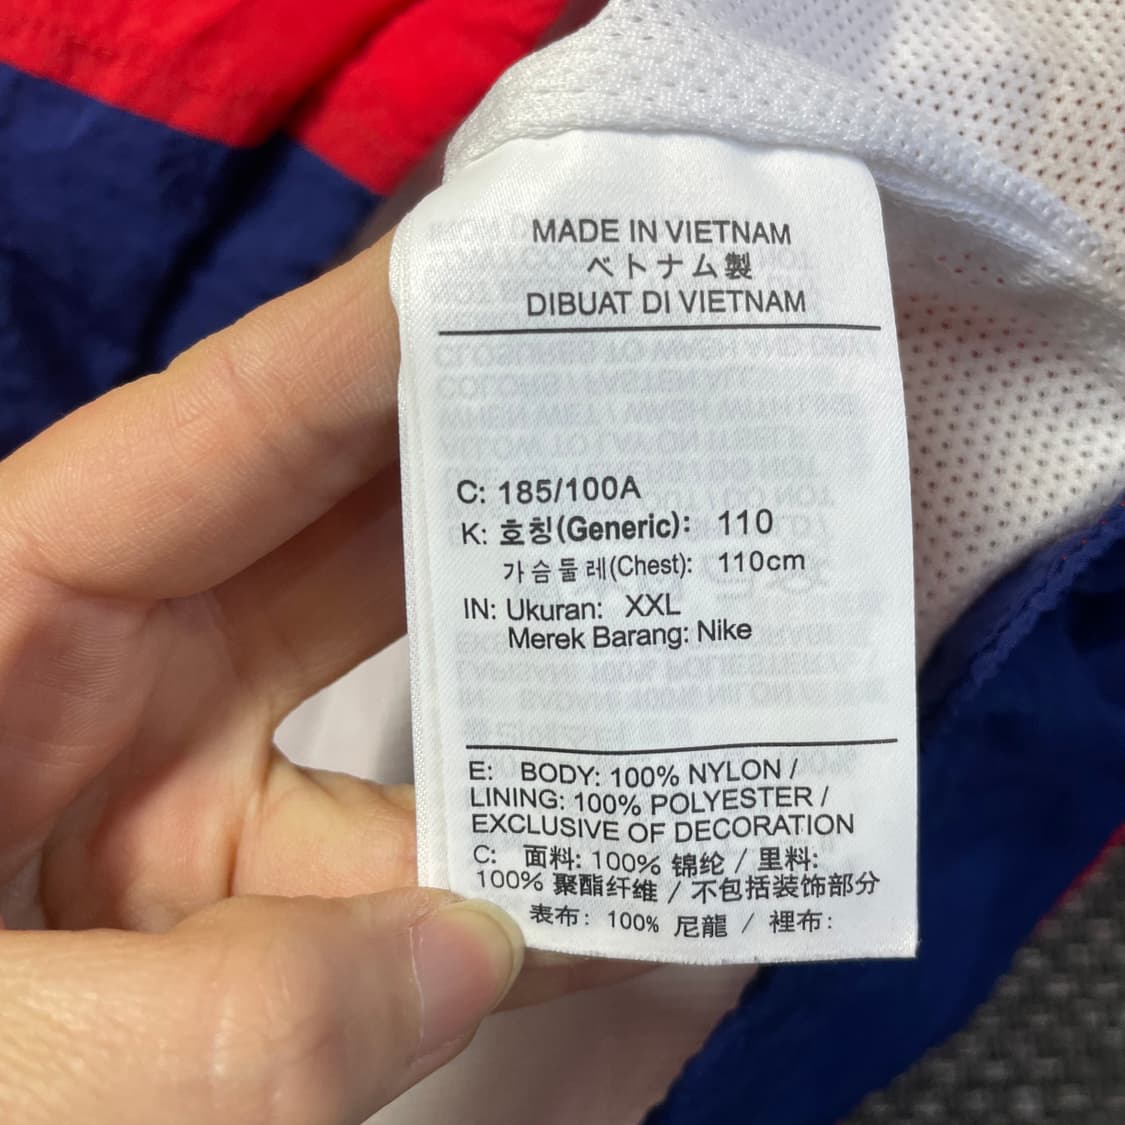 MADE IN VIETNAM
ベトナム製
DIBUAT DI VIETNAM
C: 185/100A
K: 호칭(Generic): 110
가슴둘레(Chest): 110cm
IN: Ukuran: XXL
Merek Barang: Nike
E: BODY: 100% NYLON /
LINING: 100% POLYESTER /
EXCLUSIVE OF DECORATION
C: 面料: 100% 锦纶 / 里料:
100% 聚酯纤维 / 不包括装饰部分
表布: 100% 尼龍 / 裡布: